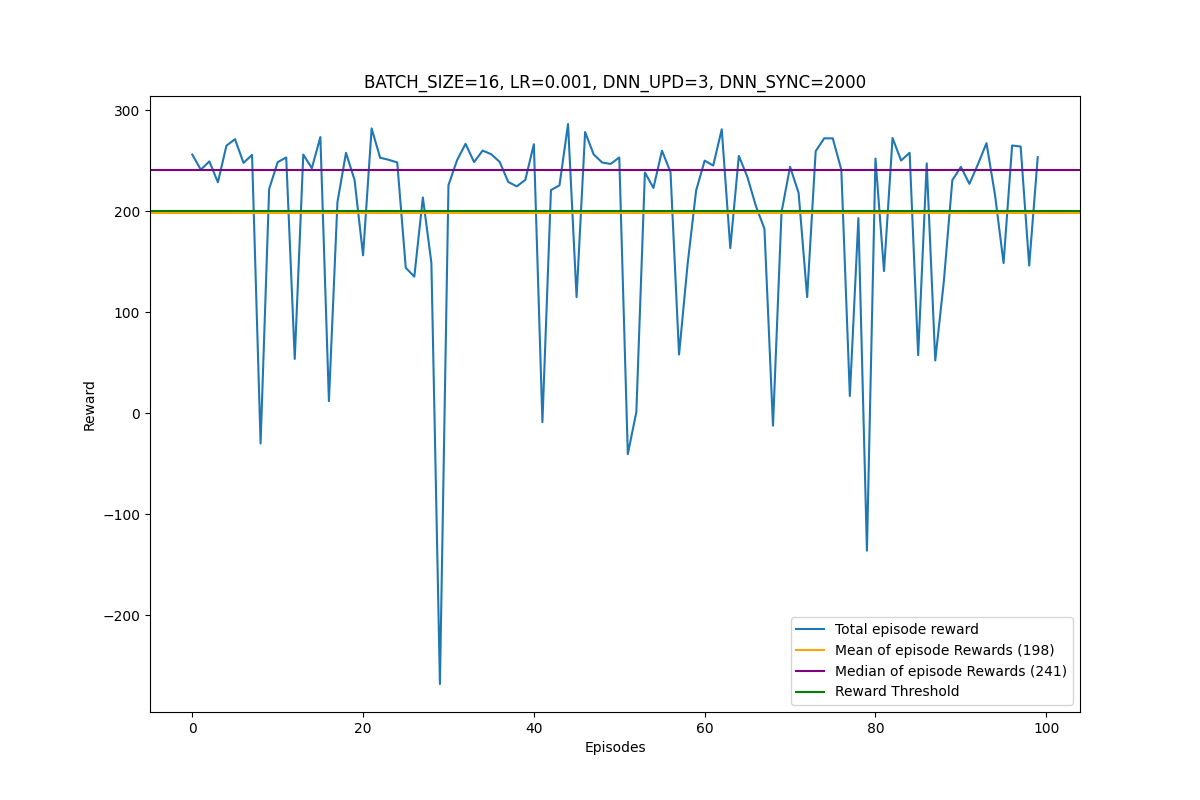 BATCH_SIZE=16, LR=0.001, DNN_UPD=3, DNN_SYNC=2000
300
200
100
0
−100
−200
Reward
Total episode reward
Mean of episode Rewards (198)
Median of episode Rewards (241)
Reward Threshold
0 20 40 60 80 100
Episodes